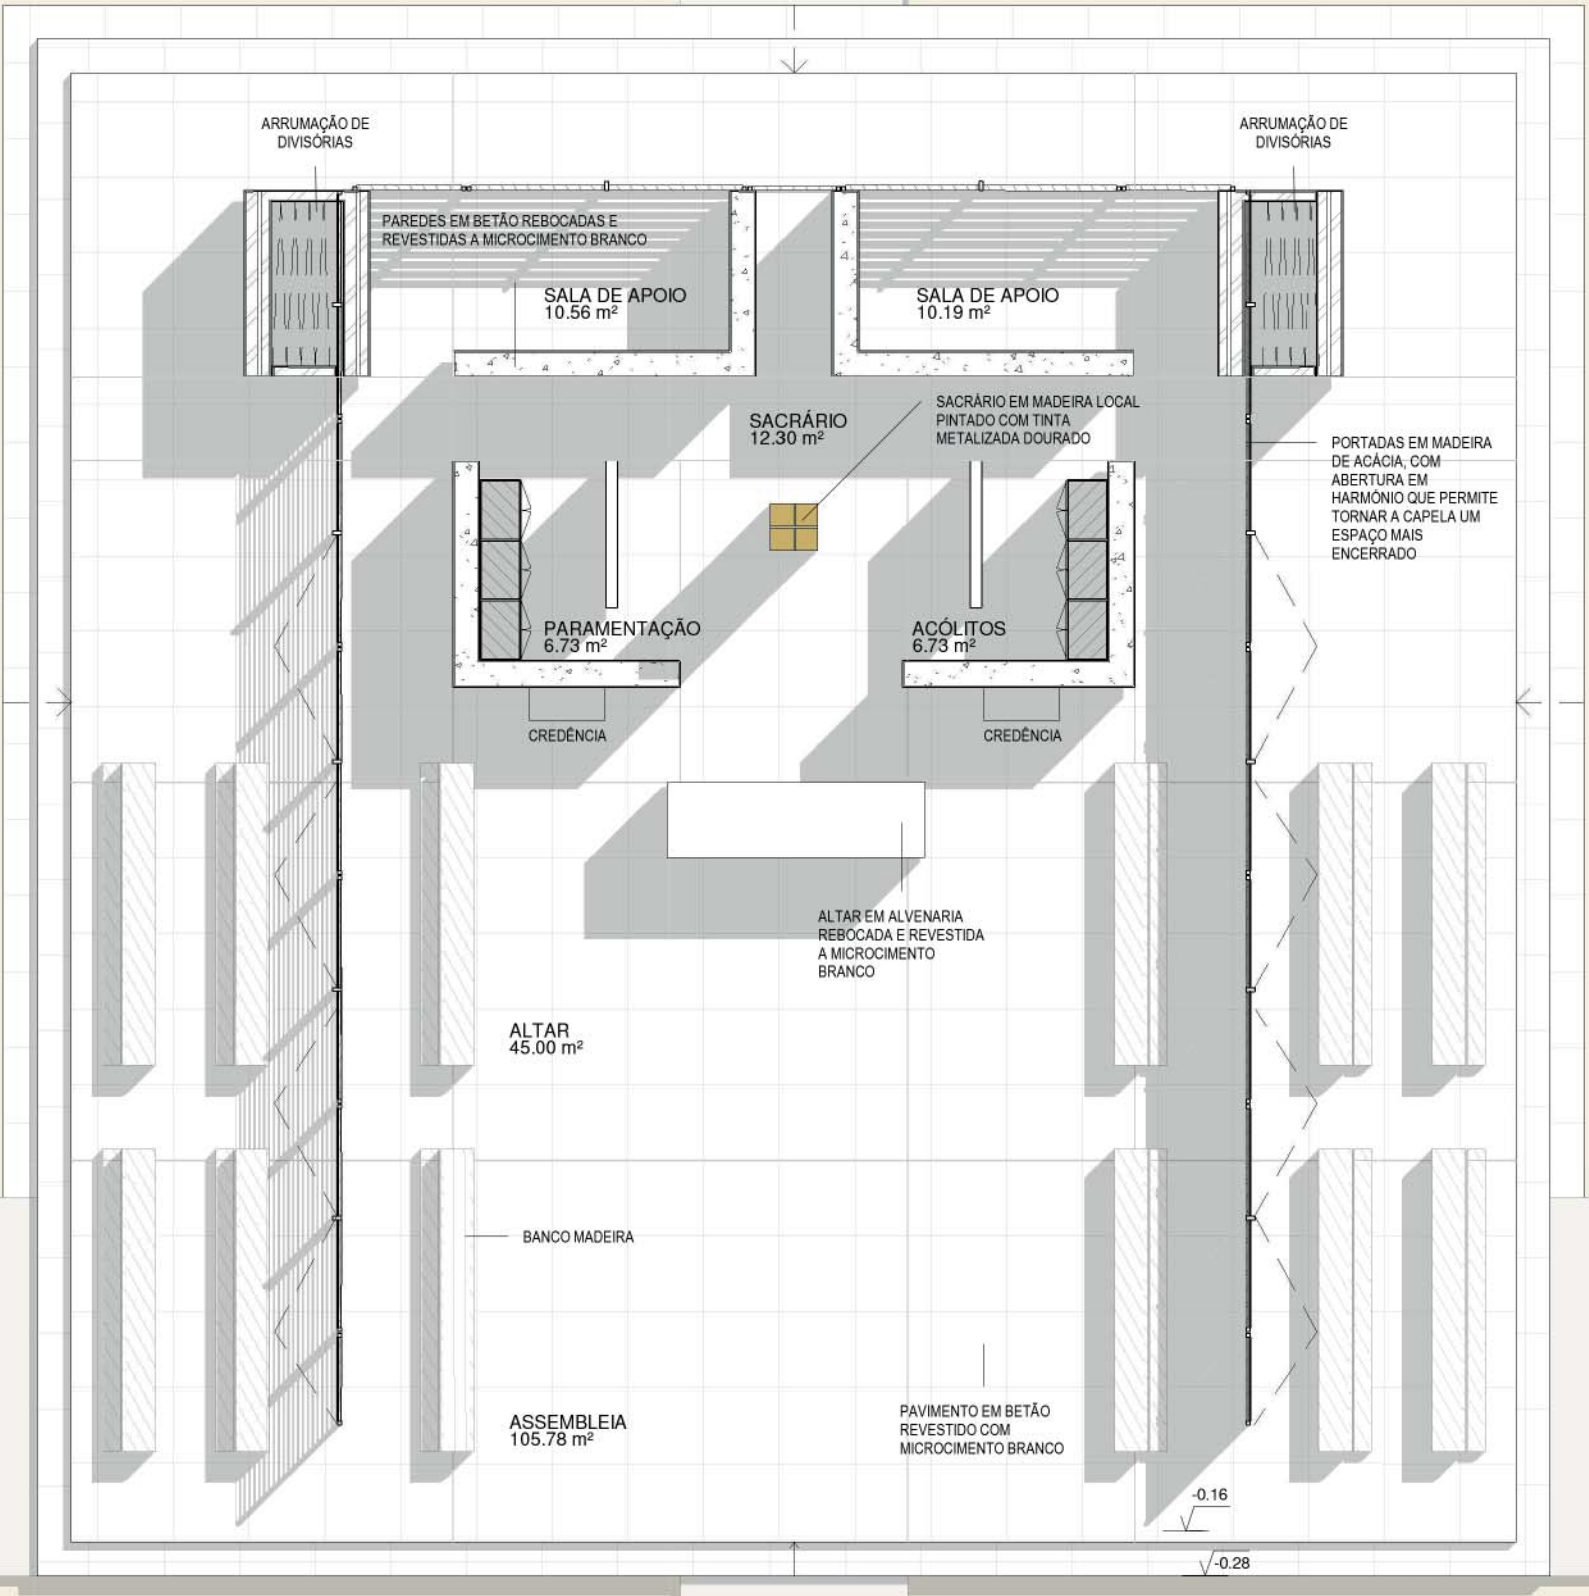 ARRUMAÇÃO DE
DIVISÓRIAS
ARRUMAÇÃO DE
DIVISÓRIAS
PAREDES EM BETÃO REBOCADAS E
REVESTIDAS A MICROCIMENTO BRANCO
SALA DE APOIO
10.56 m²
SALA DE APOIO
10.19 m²
SACRÁRIO
12.30 m²
SACRÁRIO EM MADEIRA LOCAL
PINTADO COM TINTA
METALIZADA DOURADO
PORTADAS EM MADEIRA
DE ACÁCIA, COM
ABERTURA EM
HARMÓNIO QUE PERMITE
TORNAR A CAPELA UM
ESPAÇO MAIS
ENCERRADO
PARAMENTAÇÃO
6.73 m²
ACÓLITOS
6.73 m²
CREDÊNCIA
CREDÊNCIA
ALTAR EM ALVENARIA
REBOCADA E REVESTIDA
A MICROCIMENTO
BRANCO
ALTAR
45.00 m²
BANCO MADEIRA
ASSEMBLEIA
105.78 m²
PAVIMENTO EM BETÃO
REVESTIDO COM
MICROCIMENTO BRANCO
-0.16
-0.28